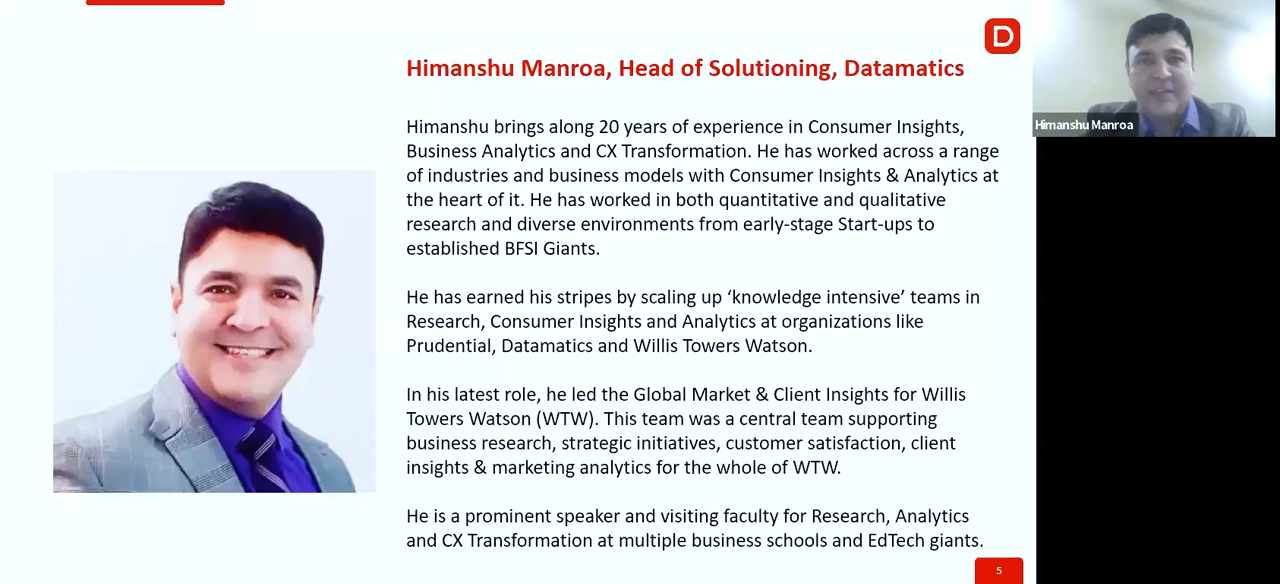 D
Himanshu Manroa, Head of Solutioning, Datamatics
Himanshu Manroa
Himanshu brings along 20 years of experience in Consumer Insights,
Business Analytics and CX Transformation. He has worked across a range
of industries and business models with Consumer Insights & Analytics at
the heart of it. He has worked in both quantitative and qualitative
research and diverse environments from early-stage Start-ups to
established BFSI Giants.
He has earned his stripes by scaling up ‘knowledge intensive’ teams in
Research, Consumer Insights and Analytics at organizations like
Prudential, Datamatics and Willis Towers Watson.
In his latest role, he led the Global Market & Client Insights for Willis
Towers Watson (WTW). This team was a central team supporting
business research, strategic initiatives, customer satisfaction, client
insights & marketing analytics for the whole of WTW.
He is a prominent speaker and visiting faculty for Research, Analytics
and CX Transformation at multiple business schools and EdTech giants.
5